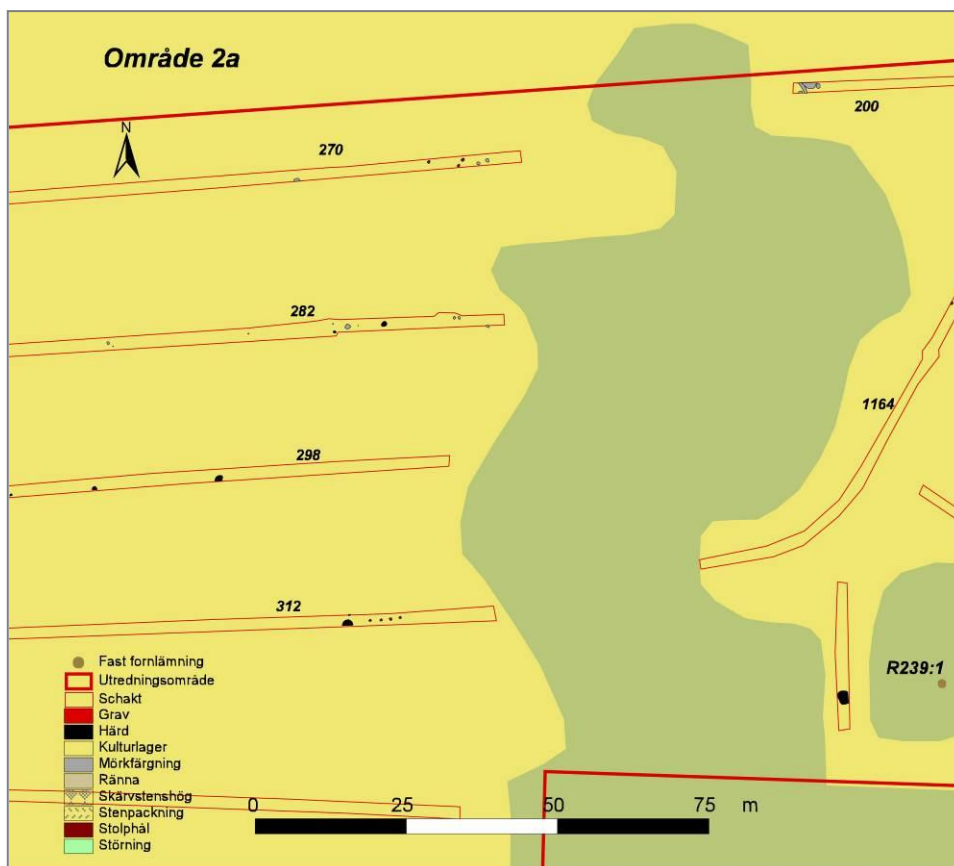 Område 2a
N
200
270
282
1164
298
312
R239:1
Fast fornlämning
Utredningsområde
Schakt
Grav
Härd
Kulturlager
Mörkfärgning
Ränna
Skärvstenshög
Stenpackning
Stolphål
Störning
0 25 50 75 m